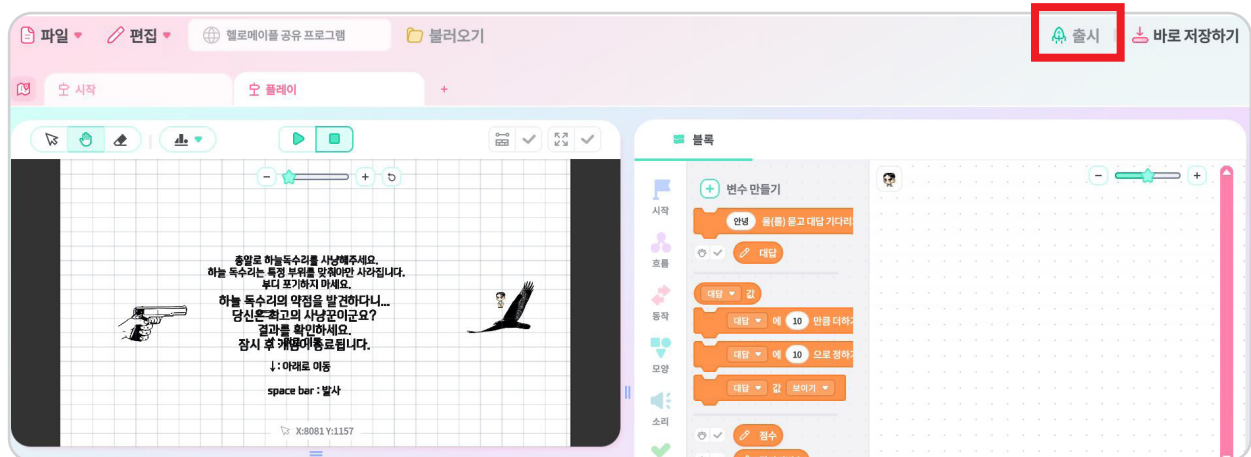 파일 편집 헬로메이플 공유 프로그램 불러오기 출시 바로 저장하기
시작 플레이 +
블록
변수 만들기
시작
안녕 을(를) 묻고 대답 기다리
대답
흐름
대답 값
동작
대답 에 10 만큼 더하
대답 에 10 으로 정하
모양
대답 값 보이기
소리
점수
총알로 하늘독수리를 사냥해주세요.
하늘 독수리는 특정 부위를 맞춰야만 사라집니다.
부디 포기하지 마세요.
하늘 독수리의 약점을 발견하다니...
당신은 최고의 사냥꾼이군요?
결과를 확인하세요.
잠시 후 게임이 종료됩니다.
↓ : 아래로 이동
space bar : 발사
X:8081 Y:1157